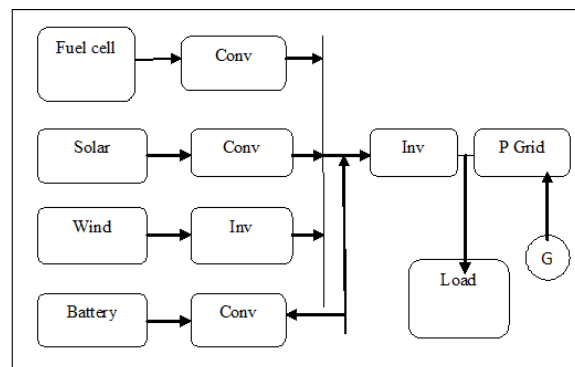 Fuel cell
Conv
Solar
Conv
Inv
P Grid
Wind
Inv
G
Load
Battery
Conv